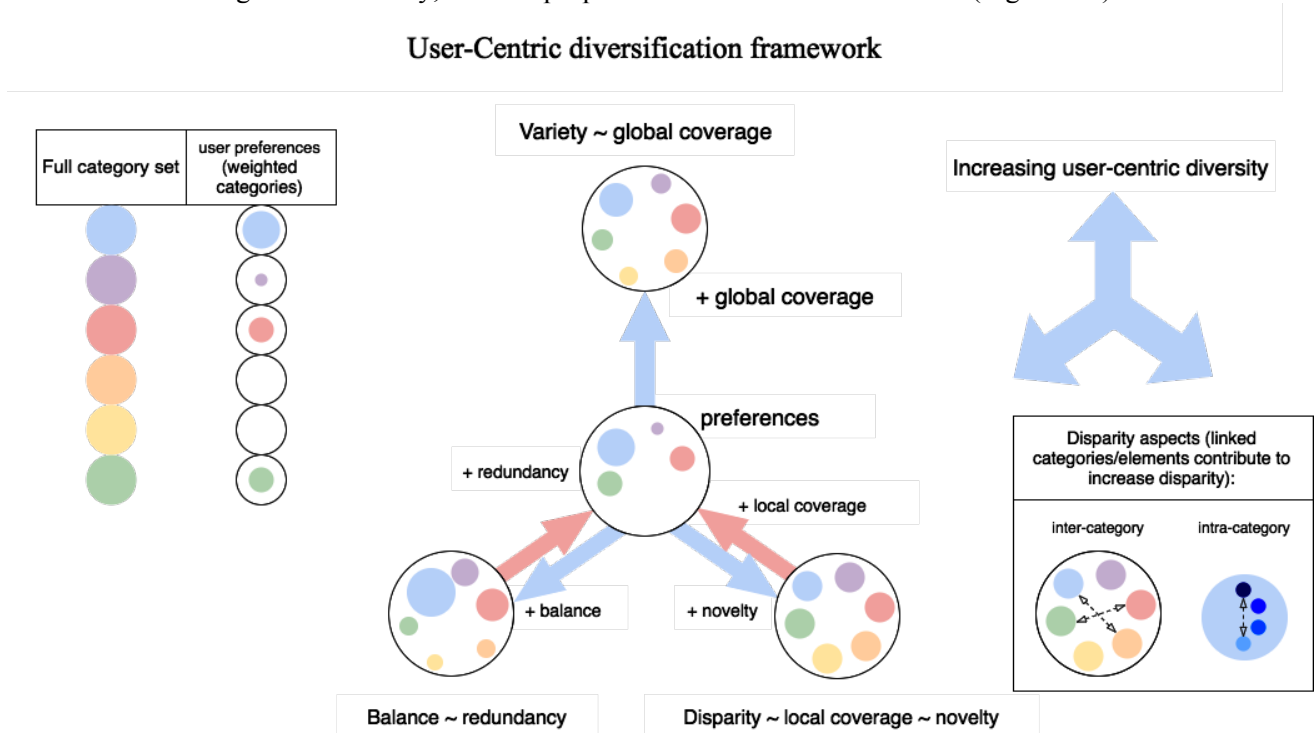 User-Centric diversification framework
Variety ~ global coverage
Full category set
user preferences
(weighted
categories)
Increasing user-centric diversity
+ global coverage
preferences
+ redundancy
+ local coverage
Disparity aspects (linked
categories/elements contribute to
increase disparity):
inter-category
intra-category
+ balance
+ novelty
Balance ~ redundancy
Disparity ~ local coverage ~ novelty